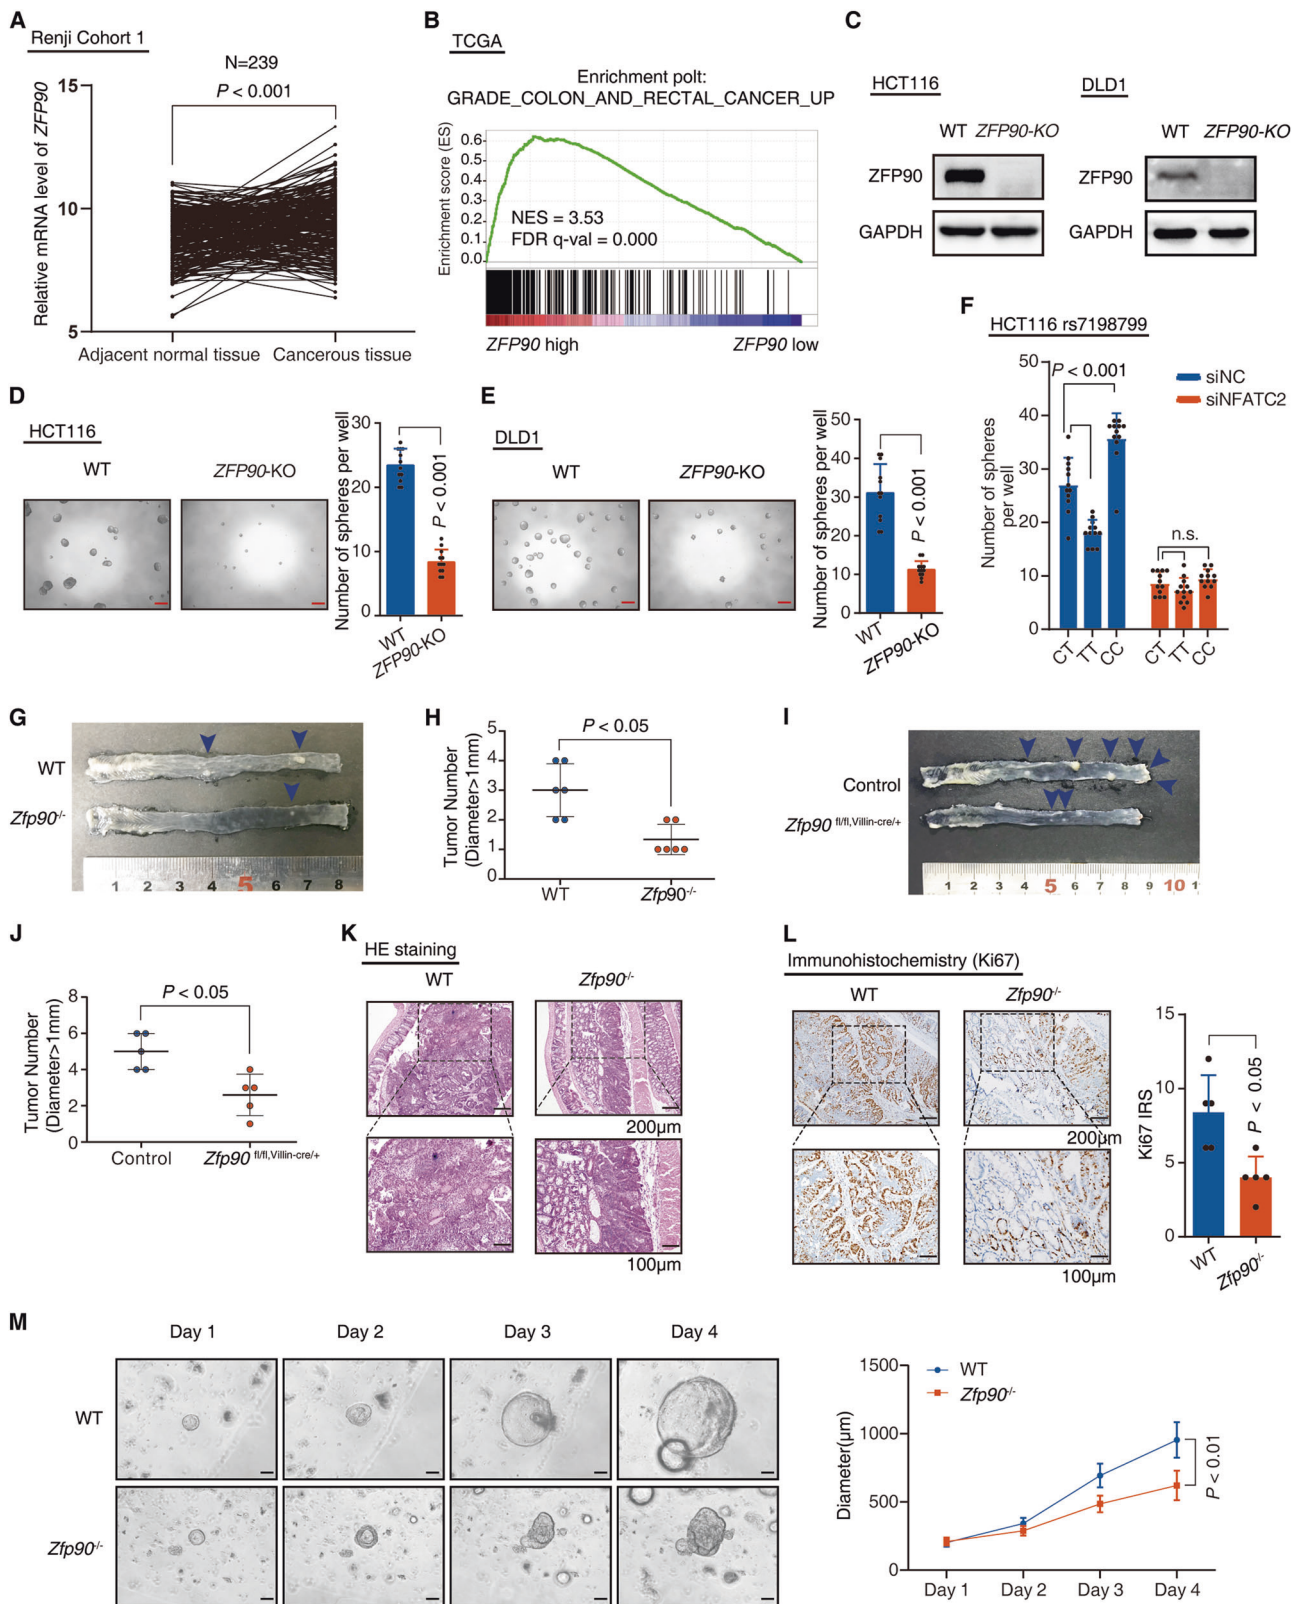 A
Renji Cohort 1
N=239
P < 0.001
Relative mRNA level of ZFP90
15
10
5
Adjacent normal tissue
Cancerous tissue
B
TCGA
Enrichment polt:
GRADE_COLON_AND_RECTAL_CANCER_UP
Enrichment score (ES)
0.6
0.5
0.4
0.3
0.2
0.1
0.0
NES = 3.53
FDR q-val = 0.000
ZFP90 high
ZFP90 low
C
HCT116
WT ZFP90-KO
ZFP90
GAPDH
DLD1
WT ZFP90-KO
ZFP90
GAPDH
D
HCT116
WT
ZFP90-KO
Number of spheres per well
30
20
10
0
P < 0.001
WT
ZFP90-KO
E
DLD1
WT
ZFP90-KO
Number of spheres per well
50
40
30
20
10
0
P < 0.001
WT
ZFP90-KO
F
HCT116 rs7198799
Number of spheres
per well
50
40
30
20
10
0
P < 0.001
n.s.
siNC
siNFATC2
CT
TT
CC
CT
TT
CC
G
WT
Zfp90-/-
1 2 3 4 5 6 7 8
H
Tumor Number
(Diameter>1mm)
5
4
3
2
1
0
P < 0.05
WT
Zfp90-/-
I
Control
Zfp90 fl/fl,Villin-cre/+
1 2 3 4 5 6 7 8 9 10 1
J
Tumor Number
(Diameter>1mm)
8
6
4
2
0
P < 0.05
Control
Zfp90 fl/fl,Villin-cre/+
K
HE staining
WT
Zfp90-/-
200µm
100µm
L
Immunohistochemistry (Ki67)
WT
Zfp90-/-
200µm
100µm
Ki67 IRS
15
10
5
0
P < 0.05
WT
Zfp90-/-
M
Day 1
Day 2
Day 3
Day 4
WT
Zfp90-/-
Diameter(µm)
1500
1000
500
0
WT
Zfp90-/-
P < 0.01
Day 1
Day 2
Day 3
Day 4